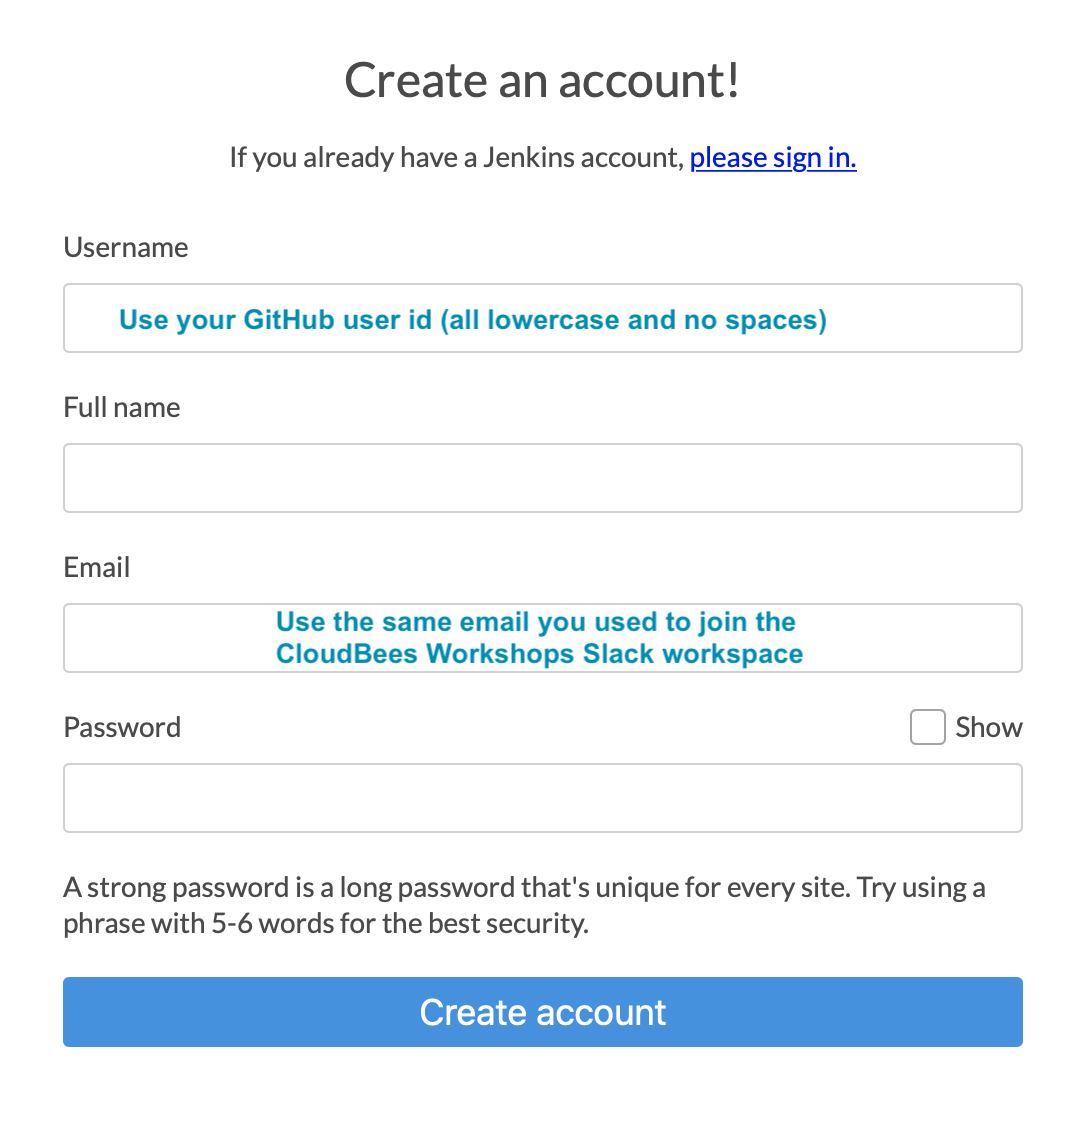 Create an account!
If you already have a Jenkins account, please sign in.
Username
Use your GitHub user id (all lowercase and no spaces)
Full name
Email
Use the same email you used to join the
CloudBees Workshops Slack workspace
Password
Show
A strong password is a long password that's unique for every site. Try using a
phrase with 5-6 words for the best security.
Create account